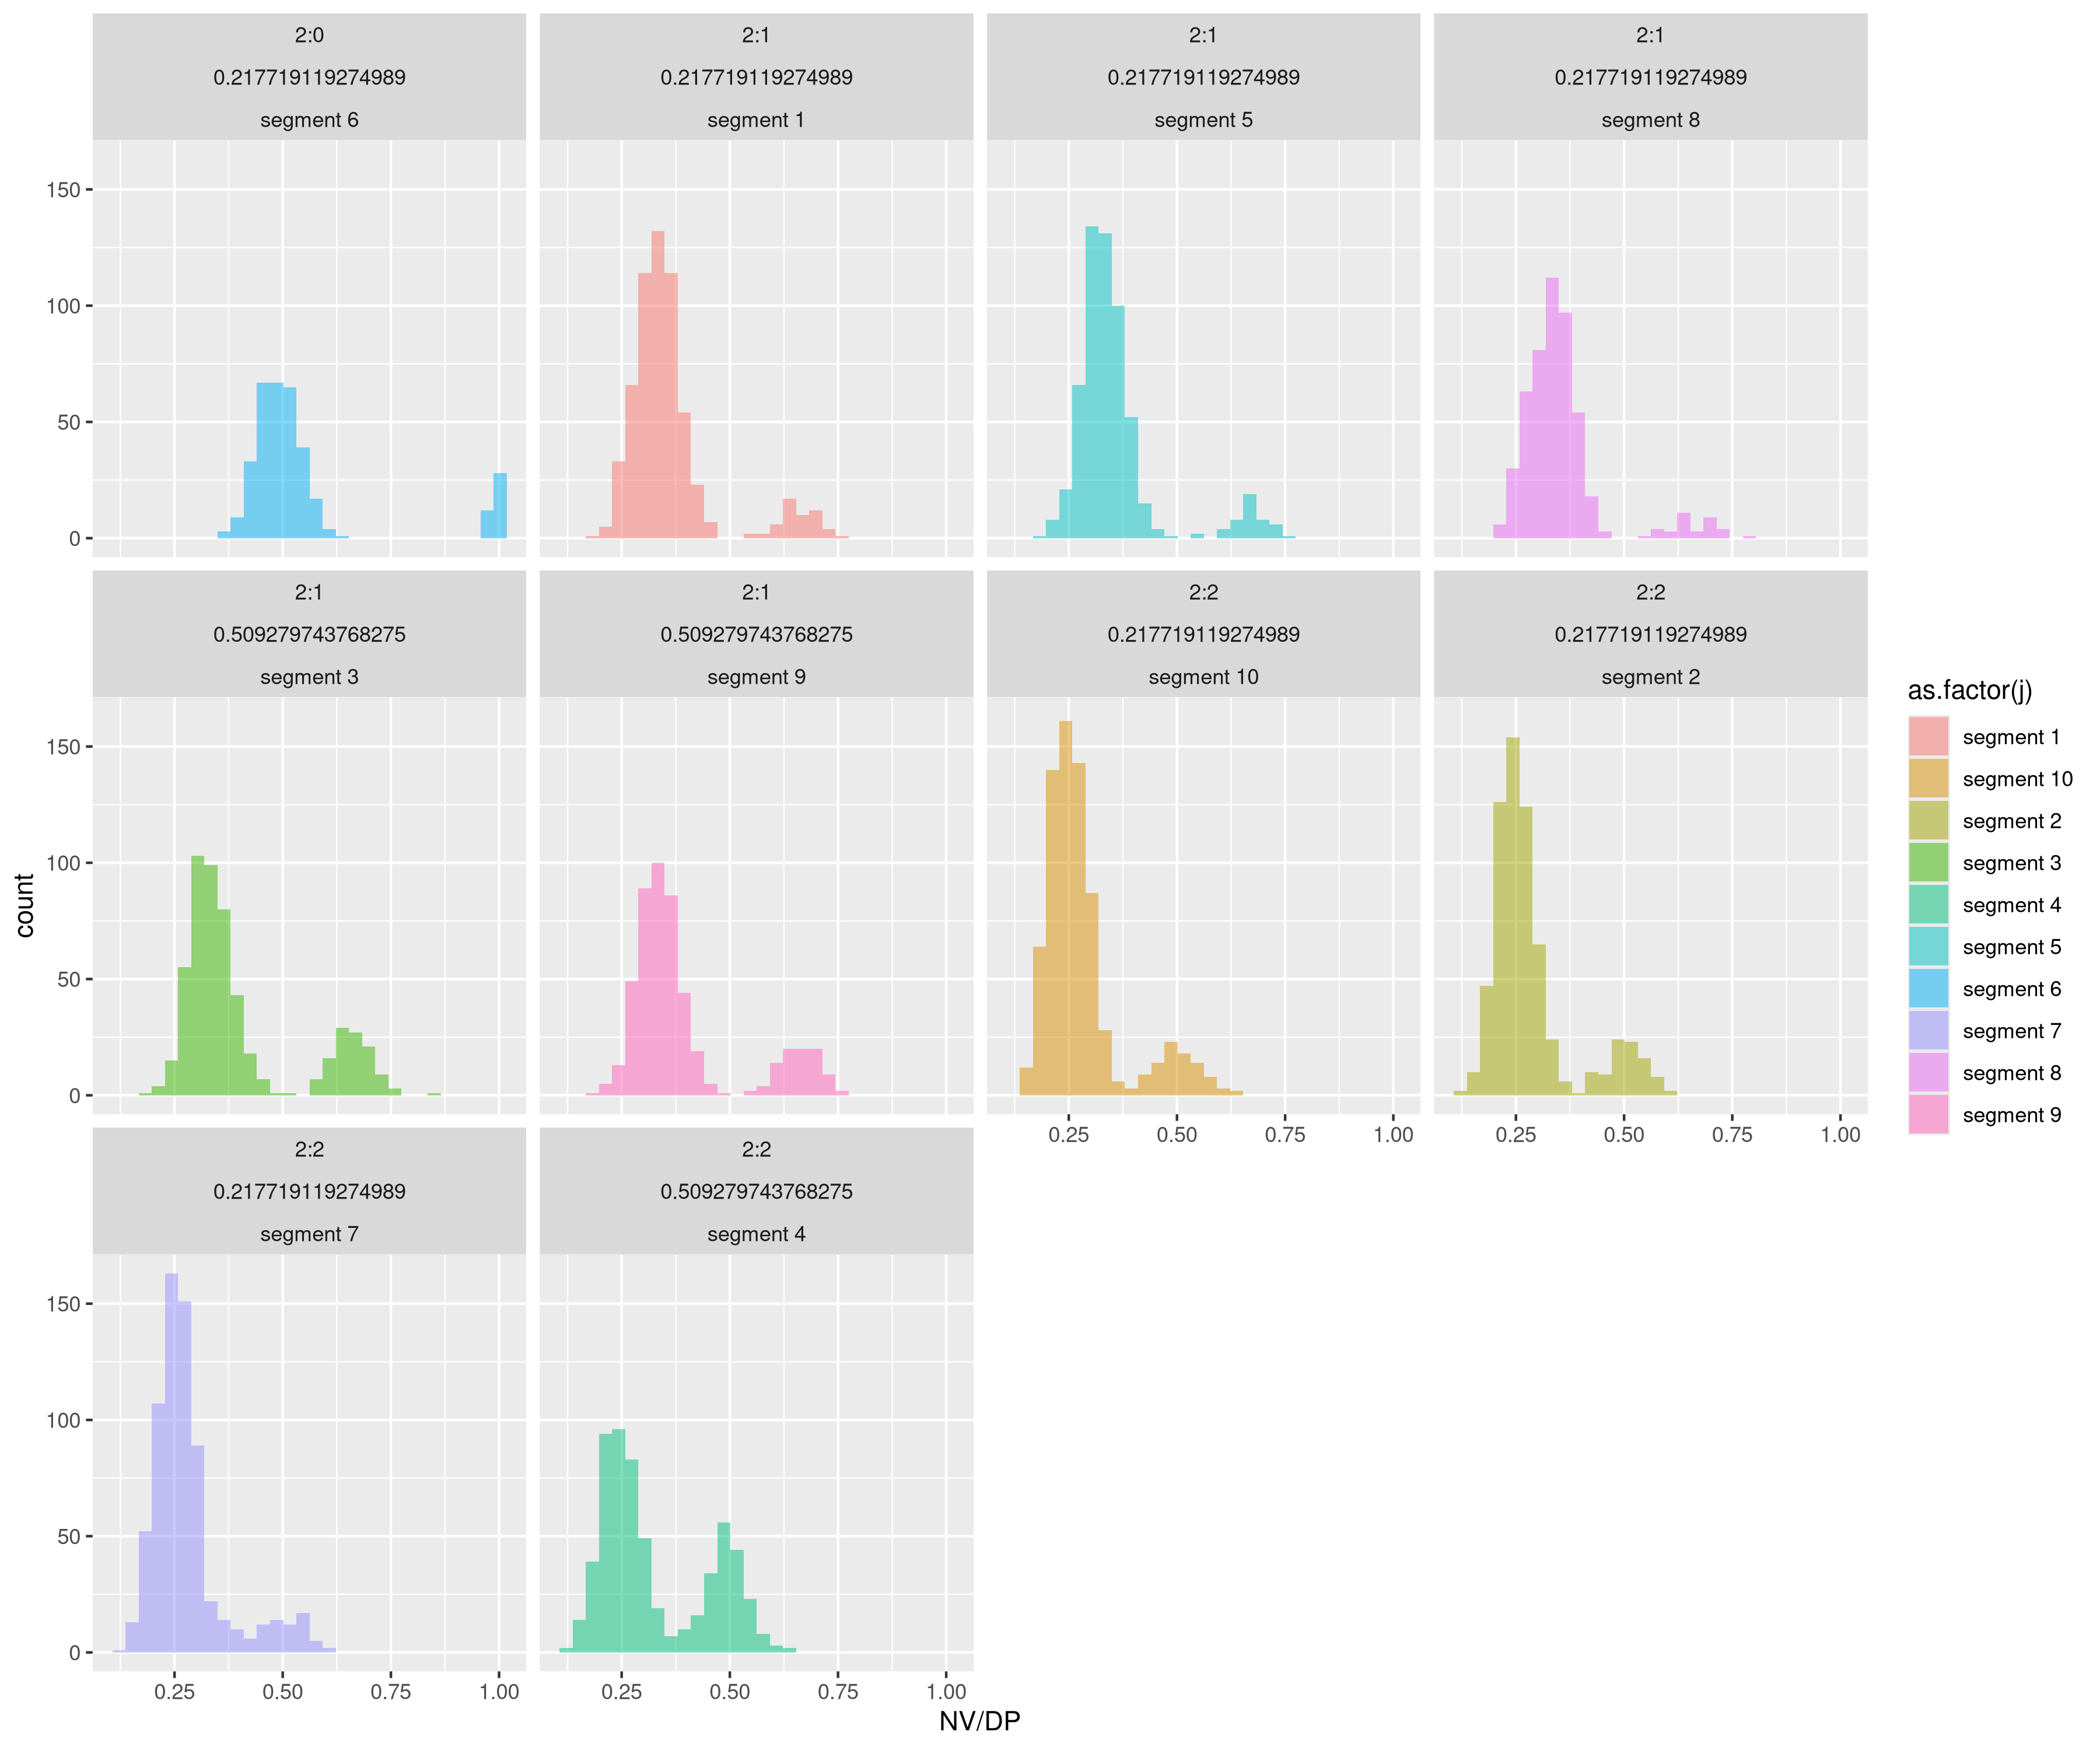 2:0
0.217719119274989
segment 6
2:1
0.217719119274989
segment 1
2:1
0.217719119274989
segment 5
2:1
0.217719119274989
segment 8
150
100
50
0
2:1
0.509279743768275
segment 3
2:1
0.509279743768275
segment 9
2:2
0.217719119274989
segment 10
2:2
0.217719119274989
segment 2
150
100
50
0
0.25 0.50 0.75 1.00
0.25 0.50 0.75 1.00
2:2
0.217719119274989
segment 7
2:2
0.509279743768275
segment 4
150
100
50
0
0.25 0.50 0.75 1.00
0.25 0.50 0.75 1.00
NV/DP
count
as.factor(j)
segment 1
segment 10
segment 2
segment 3
segment 4
segment 5
segment 6
segment 7
segment 8
segment 9